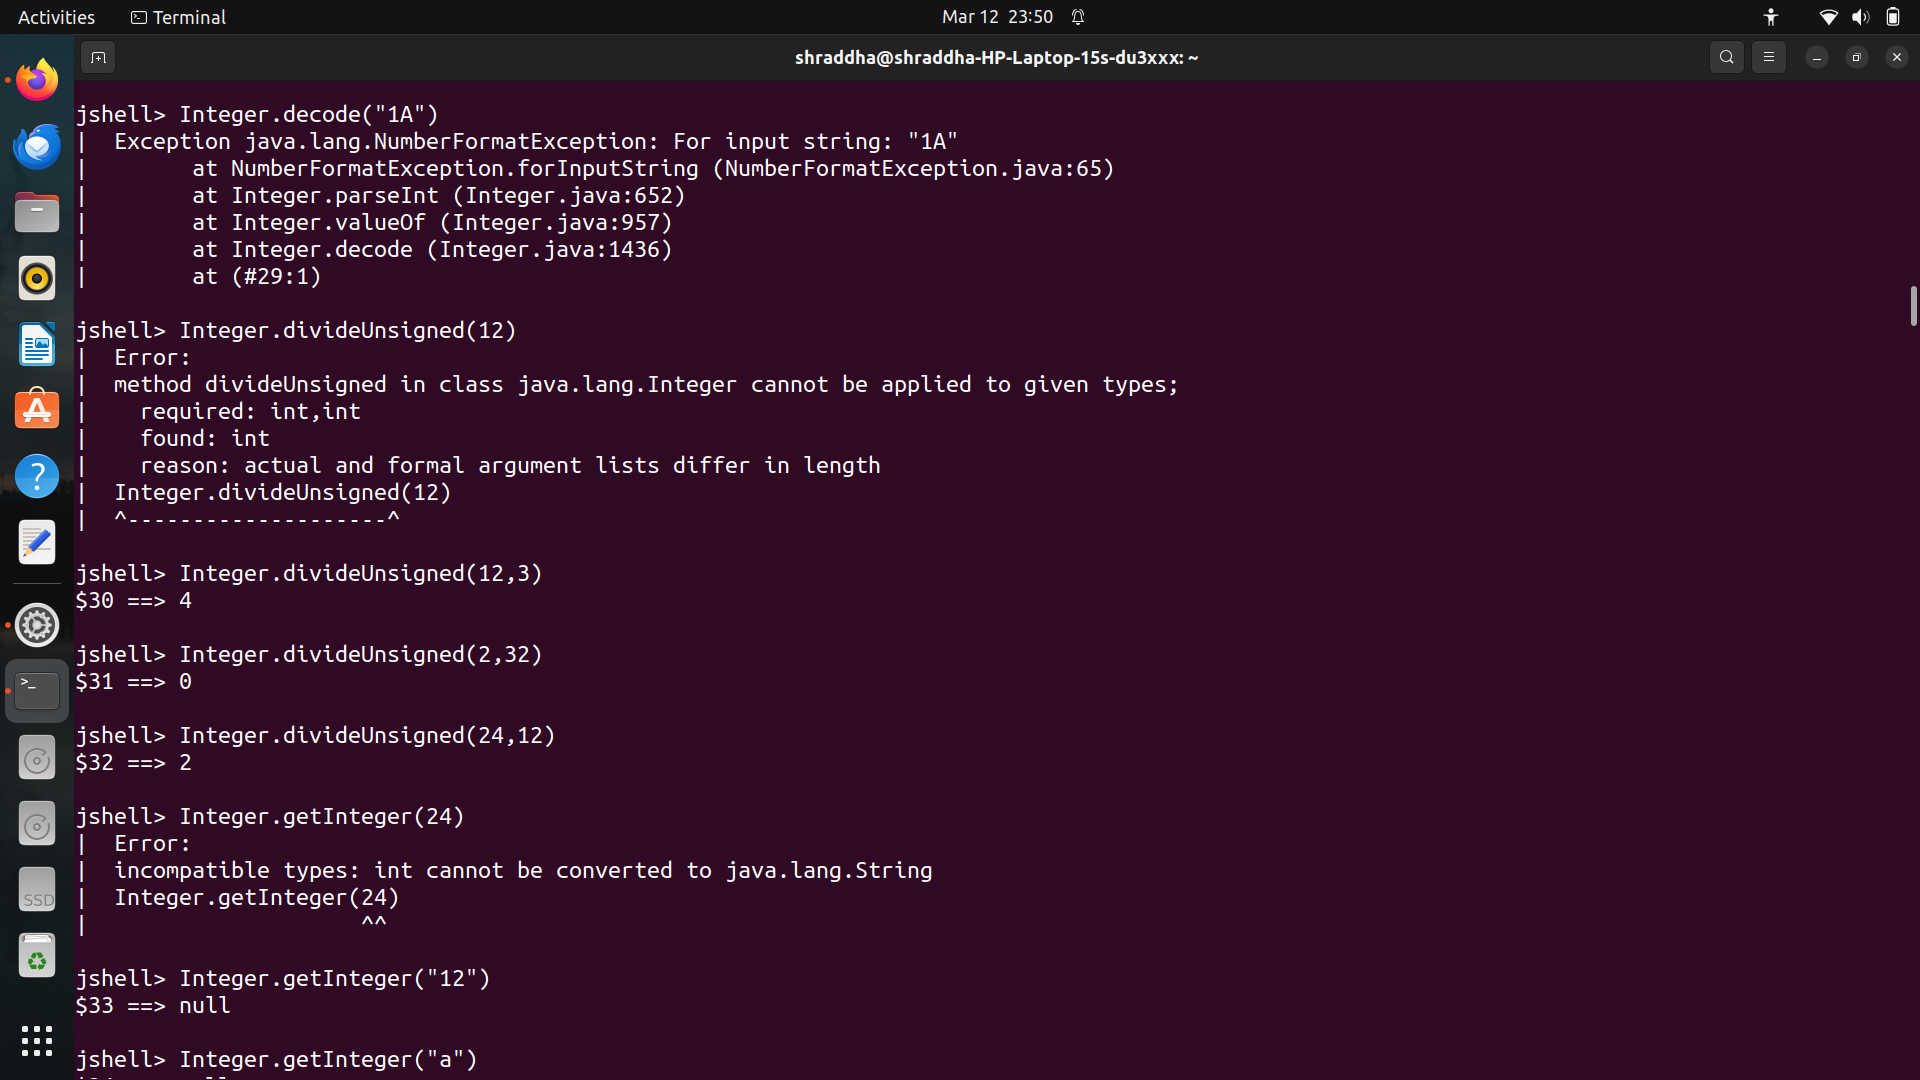 Activities
Terminal
Mar 12 23:50
shraddha@shraddha-HP-Laptop-15s-du3xxx: ~
jshell> Integer.decode("1A")
|  Exception java.lang.NumberFormatException: For input string: "1A"
|        at NumberFormatException.forInputString (NumberFormatException.java:65)
|        at Integer.parseInt (Integer.java:652)
|        at Integer.valueOf (Integer.java:957)
|        at Integer.decode (Integer.java:1436)
|        at (#29:1)
jshell> Integer.divideUnsigned(12)
|  Error:
|  method divideUnsigned in class java.lang.Integer cannot be applied to given types;
|    required: int,int
|    found: int
|    reason: actual and formal argument lists differ in length
|  Integer.divideUnsigned(12)
|  ^--------------------^
jshell> Integer.divideUnsigned(12,3)
$30 ==> 4
jshell> Integer.divideUnsigned(2,32)
$31 ==> 0
jshell> Integer.divideUnsigned(24,12)
$32 ==> 2
jshell> Integer.getInteger(24)
|  Error:
|  incompatible types: int cannot be converted to java.lang.String
|  Integer.getInteger(24)
|                     ^^
jshell> Integer.getInteger("12")
$33 ==> null
jshell> Integer.getInteger("a")
SSD